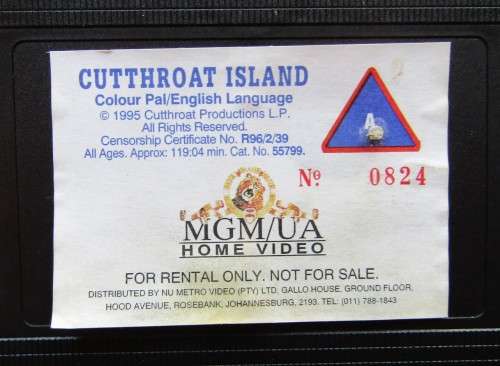 CUTTHROAT ISLAND
Colour Pal/English Language
© 1995 Cutthroat Productions L.P.
All Rights Reserved.
Censorship Certificate No. R96/2/39
All Ages. Approx: 119:04 min. Cat. No. 55799.
A
No. 0824
MGM/UA
HOME VIDEO
FOR RENTAL ONLY. NOT FOR SALE.
DISTRIBUTED BY NU METRO VIDEO (PTY) LTD. GALLO HOUSE, GROUND FLOOR,
HOOD AVENUE, ROSEBANK, JOHANNESBURG, 2193. TEL: (011) 788-1843